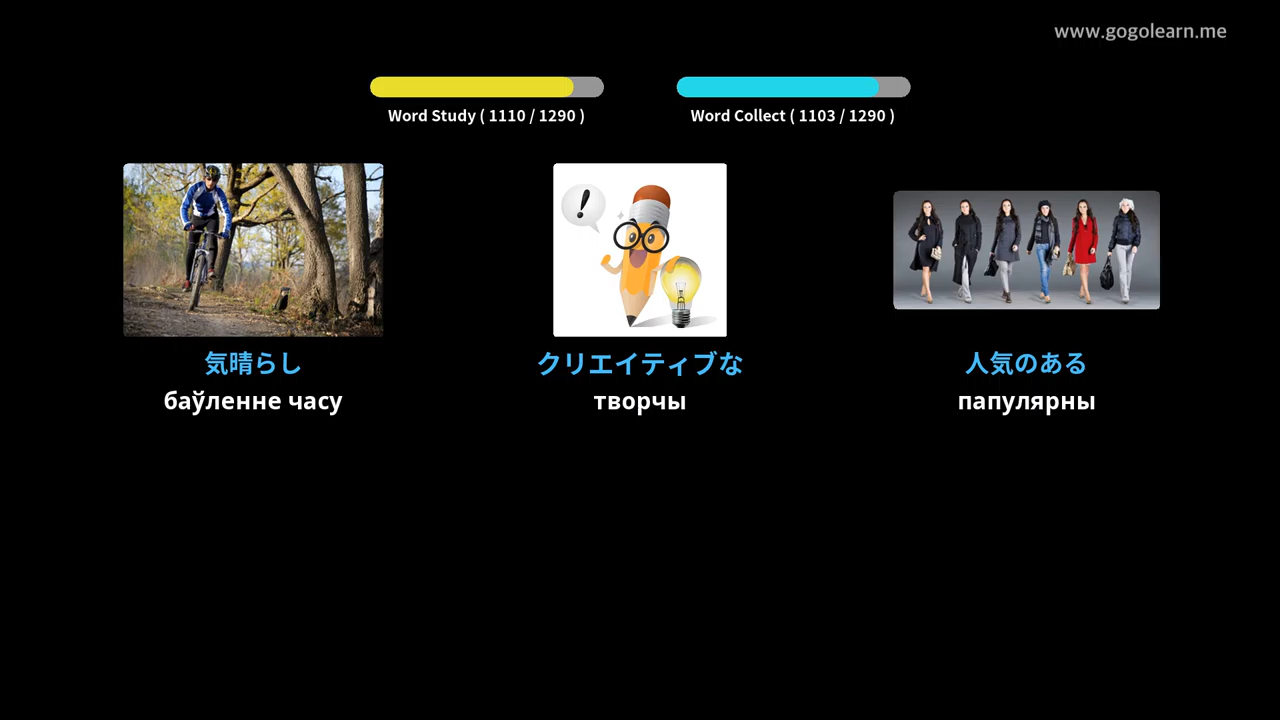 www.gogolearn.me
Word Study ( 1110 / 1290 )
Word Collect ( 1103 / 1290 )
!
気晴らし
クリエイティブな
人気のある
баўленне часу
творчы
папулярны